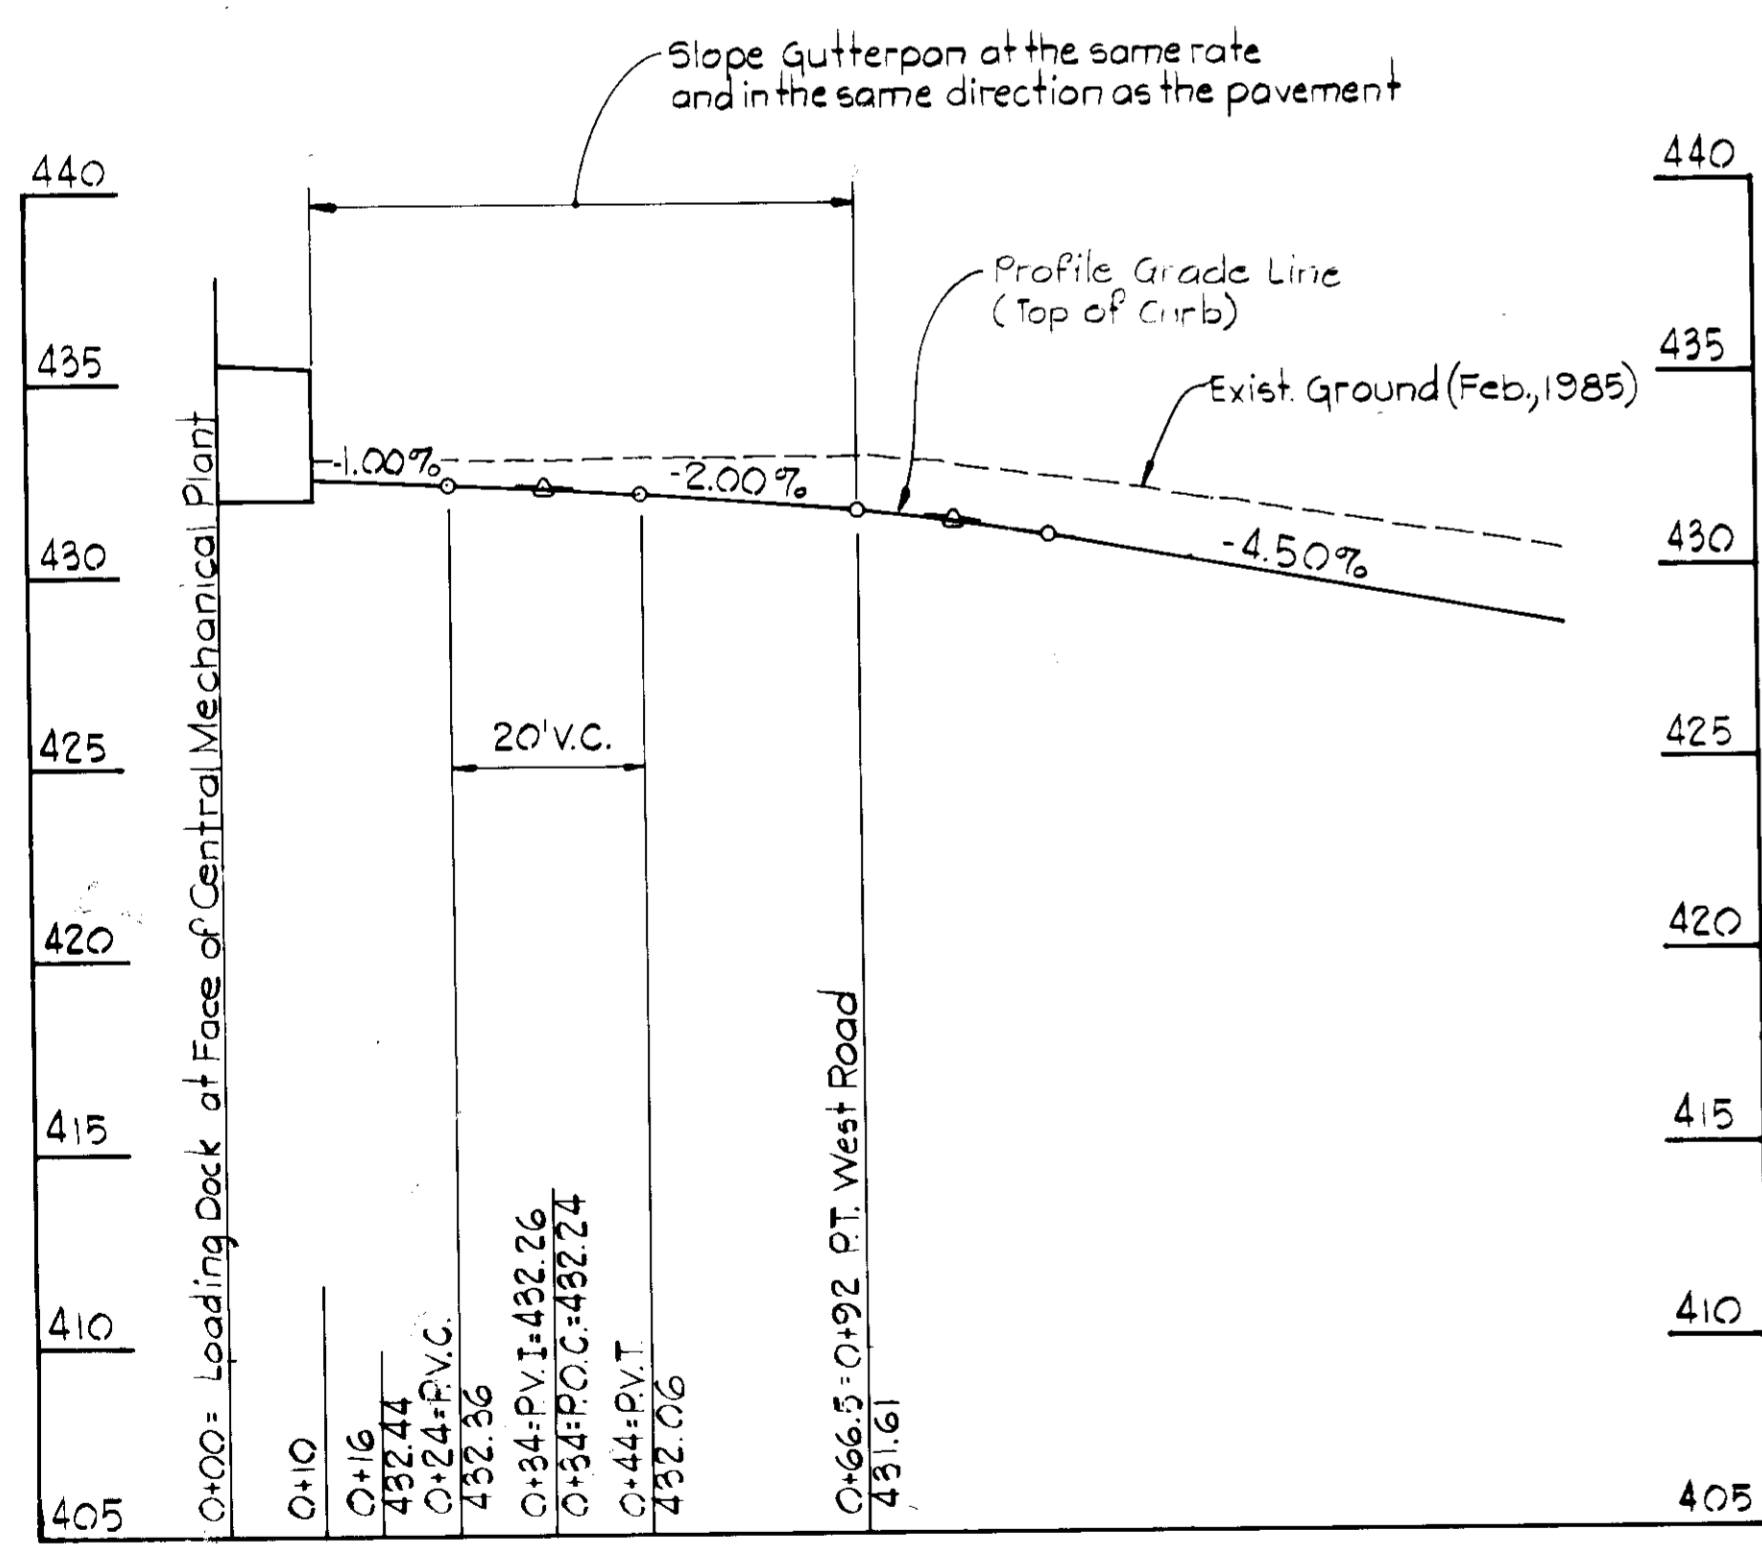 Slope Gutterpan at the same rate
and in the same direction as the pavement
440
440
Profile Grade Line
(Top of Curb)
435
435
Exist. Ground (Feb., 1985)
-1.00%
-2.00%
-4.50%
430
430
20' V.C.
425
425
420
420
415
415
410
410
405
405
0+00= Loading Dock at Face of Central Mechanical Plant
0+10
0+16
432.44
0+24=P.V.C.
432.36
0+34=P.V.I=432.26
0+34=P.O.C.=432.24
0+44=P.V.T
432.06
0+66.5=0+92 P.T. West Road
431.61